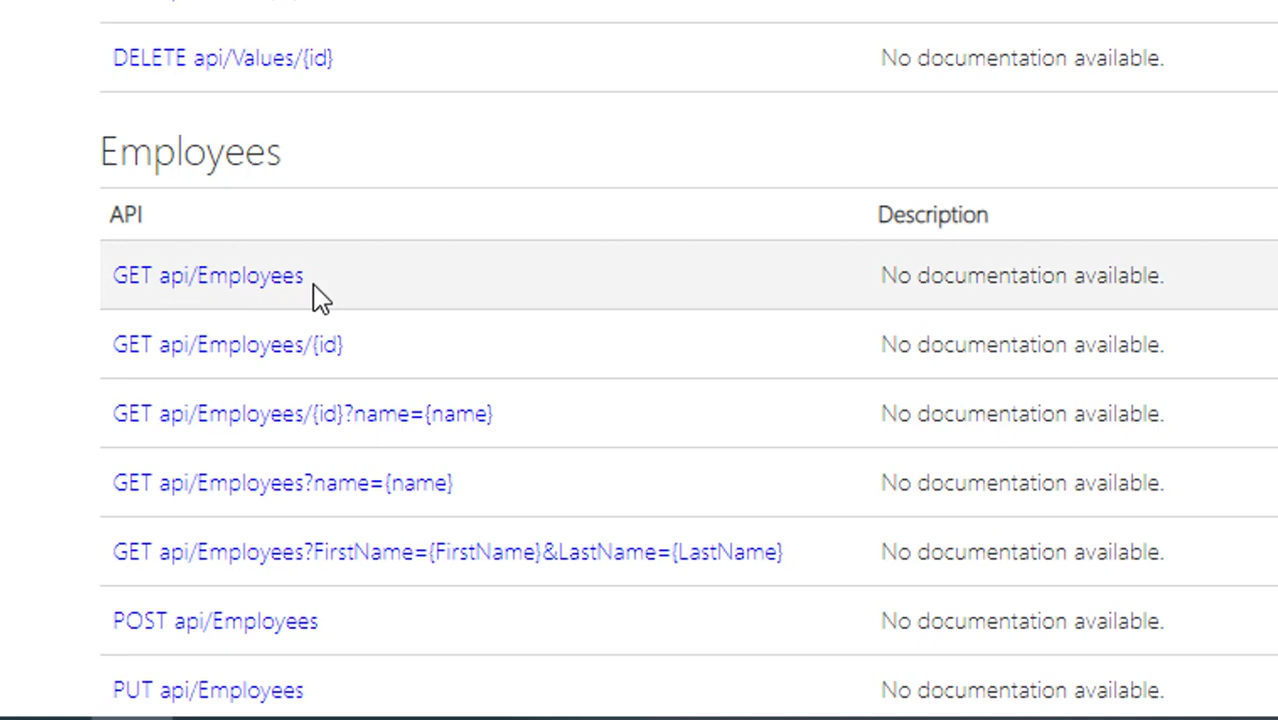 DELETE api/Values/{id} No documentation available.
Employees
API Description
GET api/Employees No documentation available.
GET api/Employees/{id} No documentation available.
GET api/Employees/{id}?name={name} No documentation available.
GET api/Employees?name={name} No documentation available.
GET api/Employees?FirstName={FirstName}&LastName={LastName} No documentation available.
POST api/Employees No documentation available.
PUT api/Employees No documentation available.